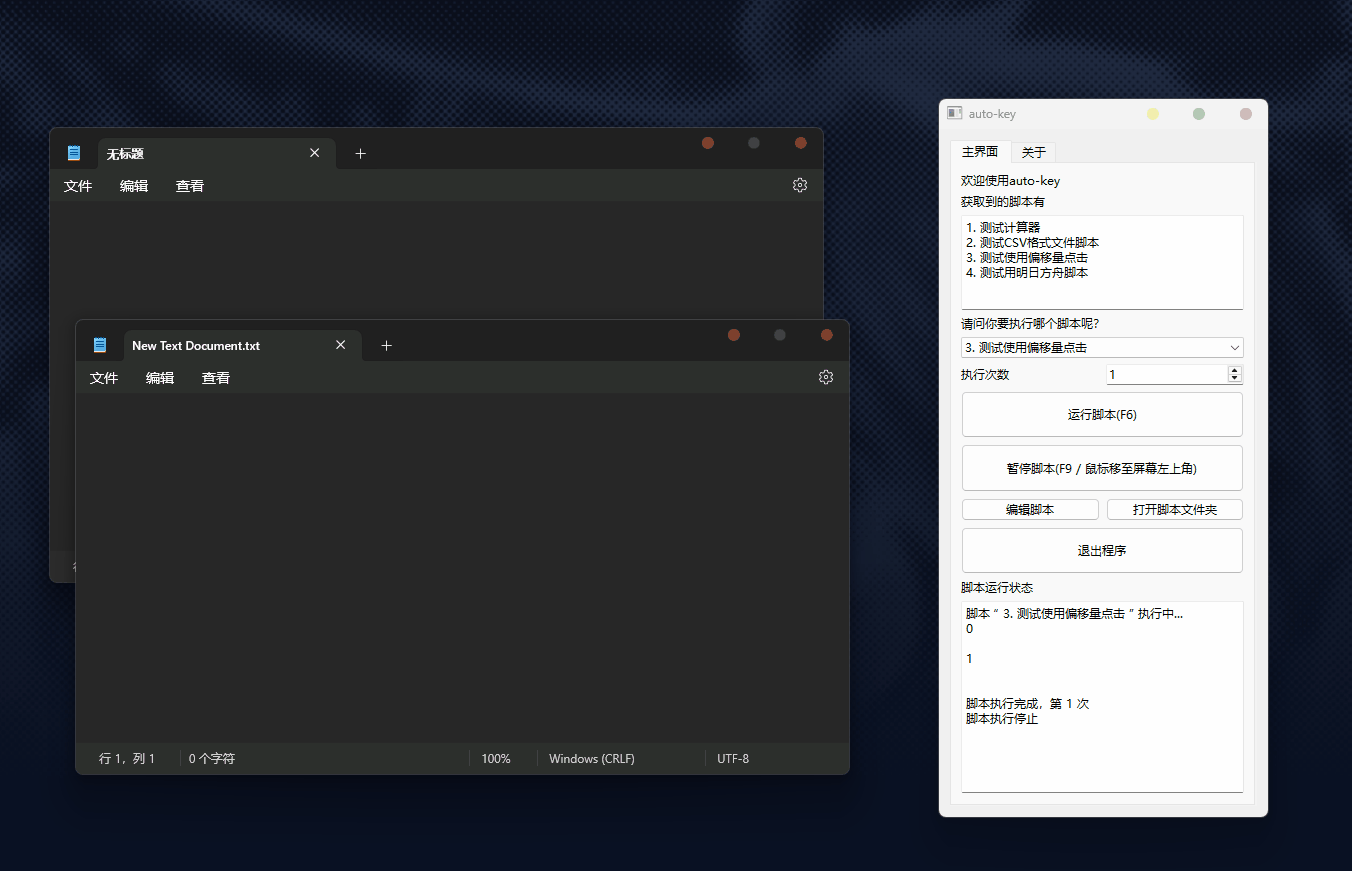 无标题
文件 编辑 查看
New Text Document.txt
文件 编辑 查看
行 1，列 1 0 个字符 100% Windows (CRLF) UTF-8
auto-key
主界面 关于
欢迎使用auto-key
获取到的脚本有
1. 测试计算器
2. 测试CSV格式文件脚本
3. 测试使用偏移量点击
4. 测试用明日方舟脚本
请问你要执行哪个脚本呢?
3. 测试使用偏移量点击
执行次数 1
运行脚本(F6)
暂停脚本(F9 / 鼠标移至屏幕左上角)
编辑脚本 打开脚本文件夹
退出程序
脚本运行状态
脚本 “ 3. 测试使用偏移量点击 ” 执行中...
0
1
脚本执行完成，第 1 次
脚本执行停止